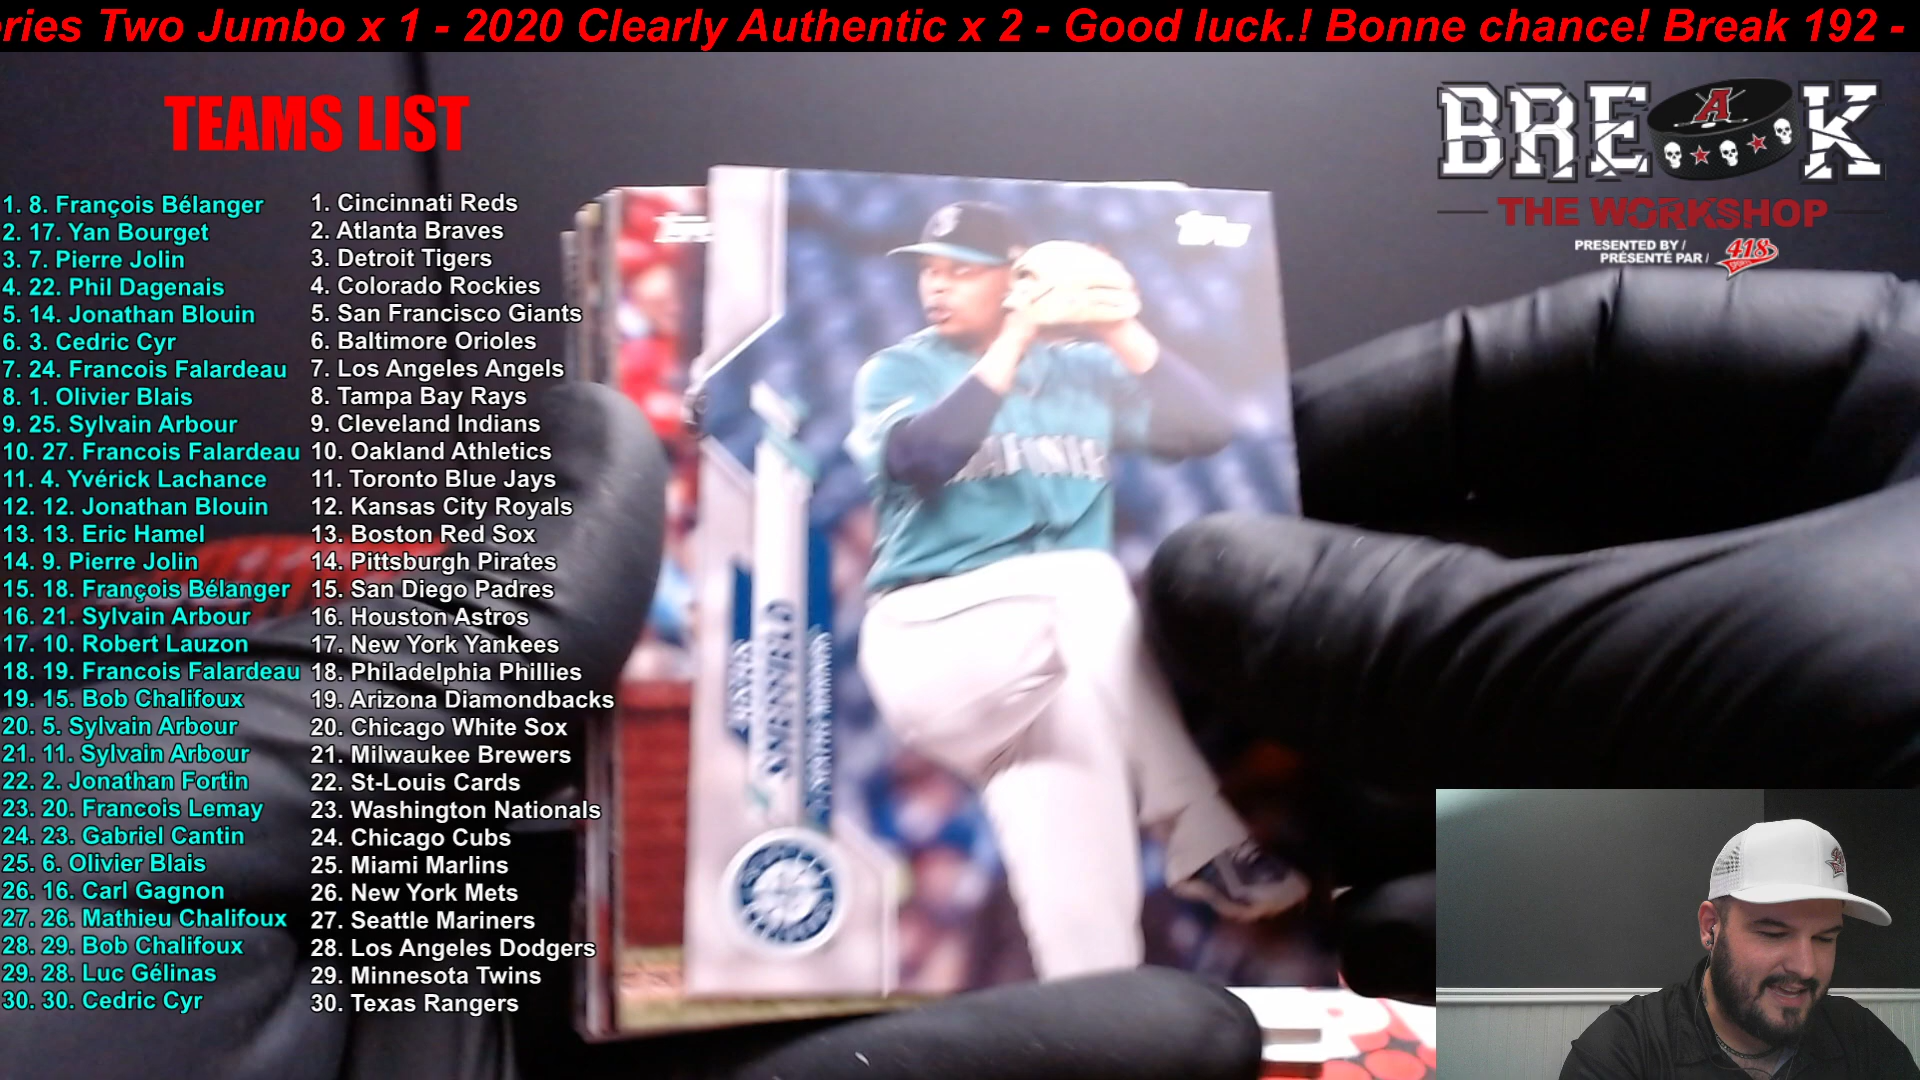 ries Two Jumbo x 1 - 2020 Clearly Authentic x 2 - Good luck.! Bonne chance! Break 192 -
TEAMS LIST
BREAK
A
THE WORKSHOP
PRESENTED BY /
PRÉSENTÉ PAR /
418
1. 8. François Bélanger
2. 17. Yan Bourget
3. 7. Pierre Jolin
4. 22. Phil Dagenais
5. 14. Jonathan Blouin
6. 3. Cedric Cyr
7. 24. Francois Falardeau
8. 1. Olivier Blais
9. 25. Sylvain Arbour
10. 27. Francois Falardeau
11. 4. Yvérick Lachance
12. 12. Jonathan Blouin
13. 13. Eric Hamel
14. 9. Pierre Jolin
15. 18. François Bélanger
16. 21. Sylvain Arbour
17. 10. Robert Lauzon
18. 19. Francois Falardeau
19. 15. Bob Chalifoux
20. 5. Sylvain Arbour
21. 11. Sylvain Arbour
22. 2. Jonathan Fortin
23. 20. Francois Lemay
24. 23. Gabriel Cantin
25. 6. Olivier Blais
26. 16. Carl Gagnon
27. 26. Mathieu Chalifoux
28. 29. Bob Chalifoux
29. 28. Luc Gélinas
30. 30. Cedric Cyr
1. Cincinnati Reds
2. Atlanta Braves
3. Detroit Tigers
4. Colorado Rockies
5. San Francisco Giants
6. Baltimore Orioles
7. Los Angeles Angels
8. Tampa Bay Rays
9. Cleveland Indians
10. Oakland Athletics
11. Toronto Blue Jays
12. Kansas City Royals
13. Boston Red Sox
14. Pittsburgh Pirates
15. San Diego Padres
16. Houston Astros
17. New York Yankees
18. Philadelphia Phillies
19. Arizona Diamondbacks
20. Chicago White Sox
21. Milwaukee Brewers
22. St-Louis Cards
23. Washington Nationals
24. Chicago Cubs
25. Miami Marlins
26. New York Mets
27. Seattle Mariners
28. Los Angeles Dodgers
29. Minnesota Twins
30. Texas Rangers
Topps